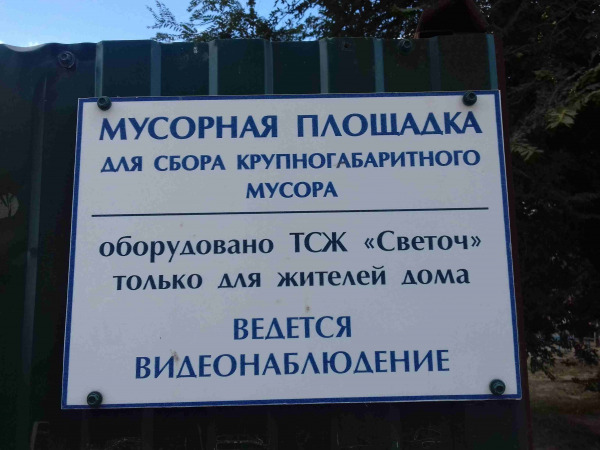 МУСОРНАЯ ПЛОЩАДКА
ДЛЯ СБОРА КРУПНОГАБАРИТНОГО
МУСОРА
оборудовано ТСЖ «Светоч»
только для жителей дома
ВЕДЕТСЯ
ВИДЕОНАБЛЮДЕНИЕ